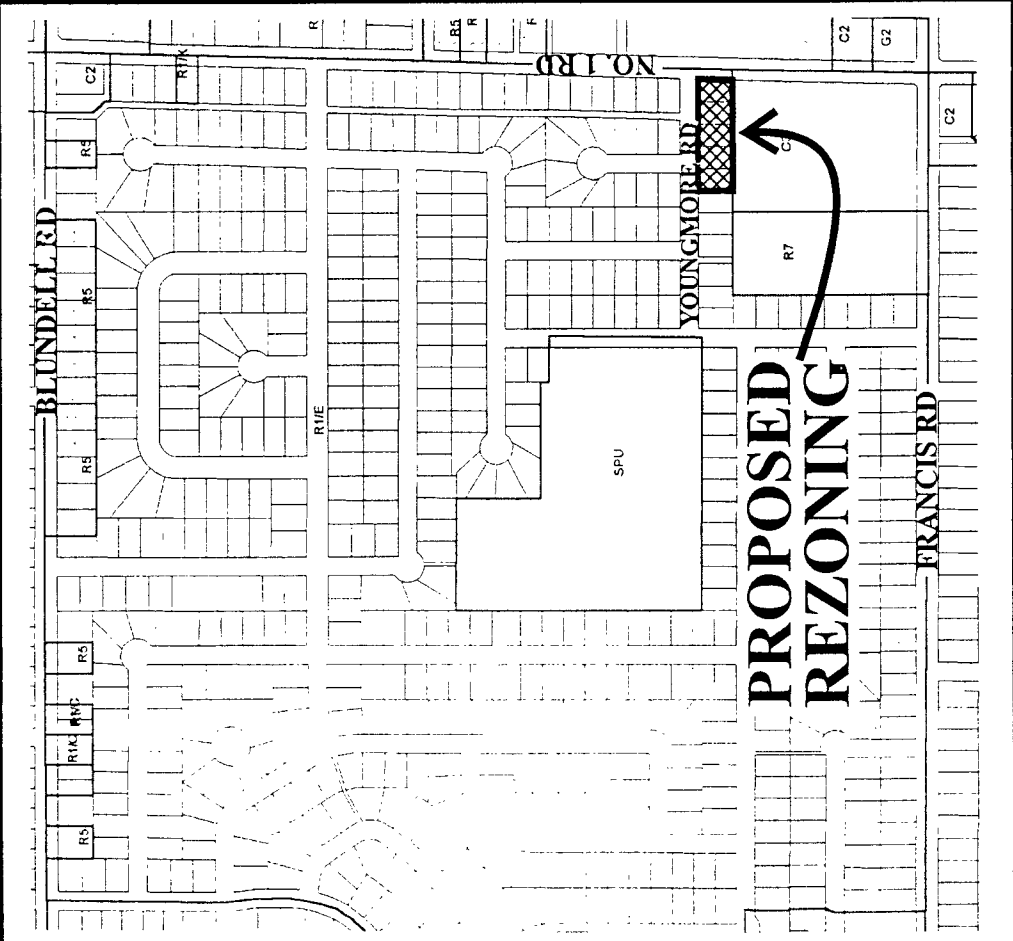 R
R5
R
C2
G2
C2
R1/K
NO. 1 RD
C2
R5
YOUNGMORE RD
BLUNDELL RD
R5
R7
R1/E
R5
SPU
PROPOSED
REZONING
FRANCIS RD
R5
R1/K
R5